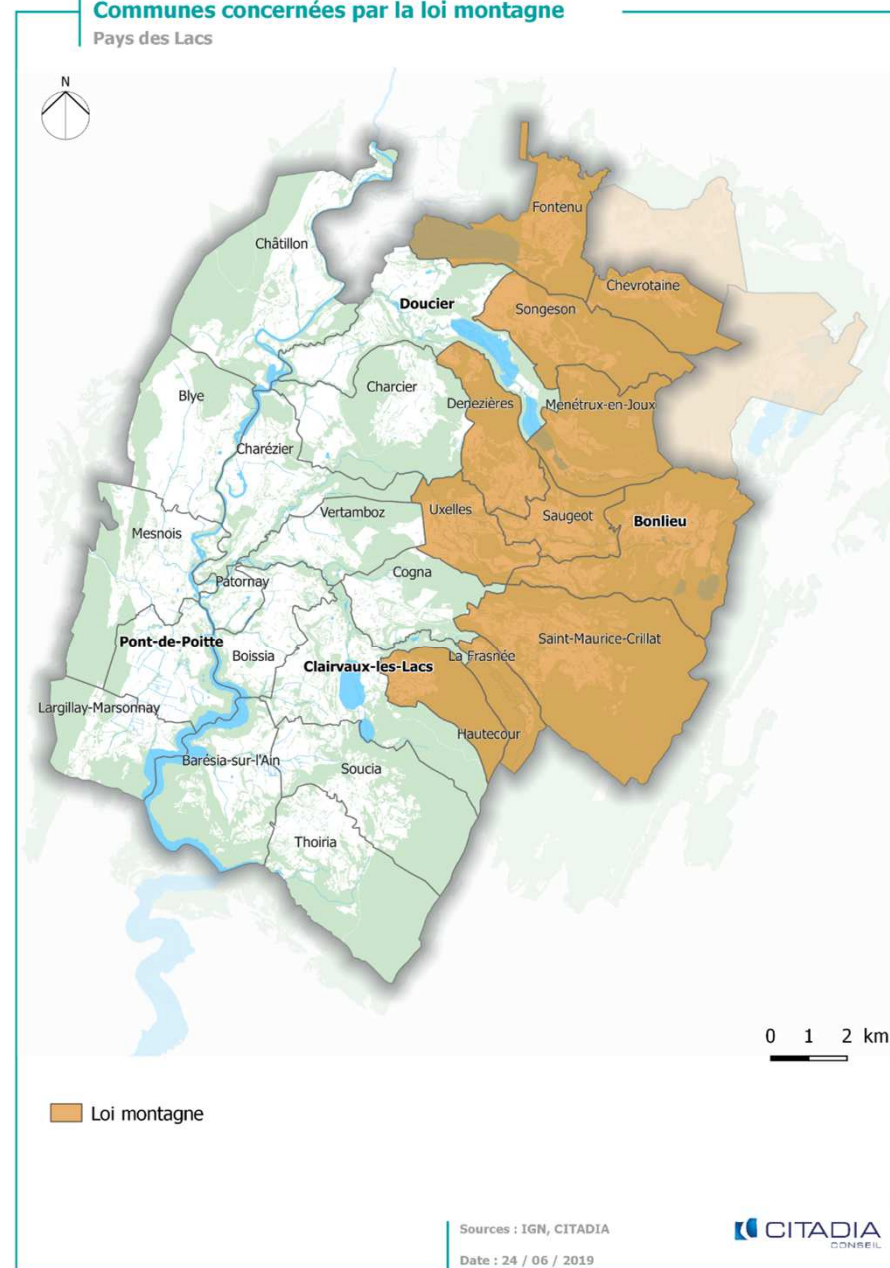 Communes concernées par la loi montagne
Pays des Lacs
N
Fontenu
Châtillon
Chevrotaine
Doucier
Songeson
Charcier
Blye
Denezières
Menétrux-en-Joux
Charézier
Uxelles
Vertamboz
Saugeot
Bonlieu
Mesnois
Cogna
Patornay
Pont-de-Poitte
Boissia
Saint-Maurice-Crillat
La Frasnée
Clairvaux-les-Lacs
Largillay-Marsonnay
Hautecour
Barésia-sur-l'Ain
Soucia
Thoiria
0 1 2 km
Loi montagne
Sources : IGN, CITADIA
Date : 24 / 06 / 2019
CITADIA
CONSEIL